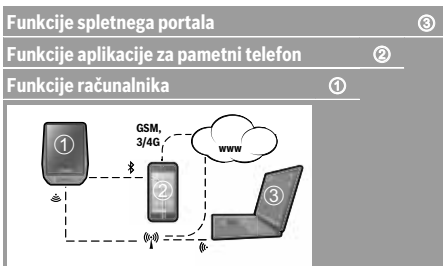 Funkcije spletnega portala ③
Funkcije aplikacije za pametni telefon ②
Funkcije računalnika ①
①
GSM,
3/4G
www
②
③